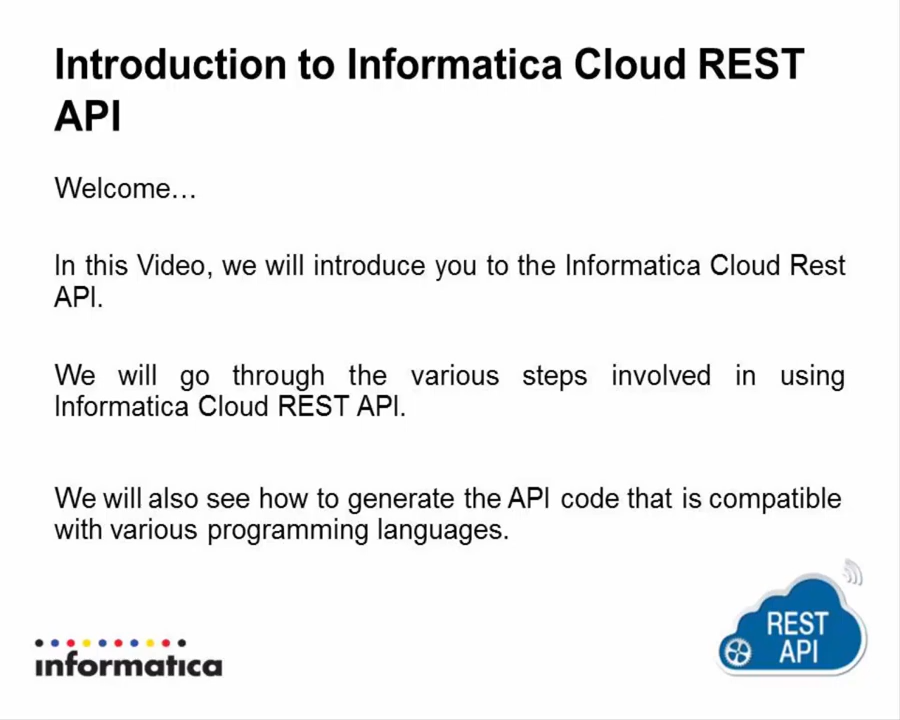 Introduction to Informatica Cloud REST
API
Welcome…
In this Video, we will introduce you to the Informatica Cloud Rest
API.
We will go through the various steps involved in using
Informatica Cloud REST API.
We will also see how to generate the API code that is compatible
with various programming languages.
informatica
REST
API